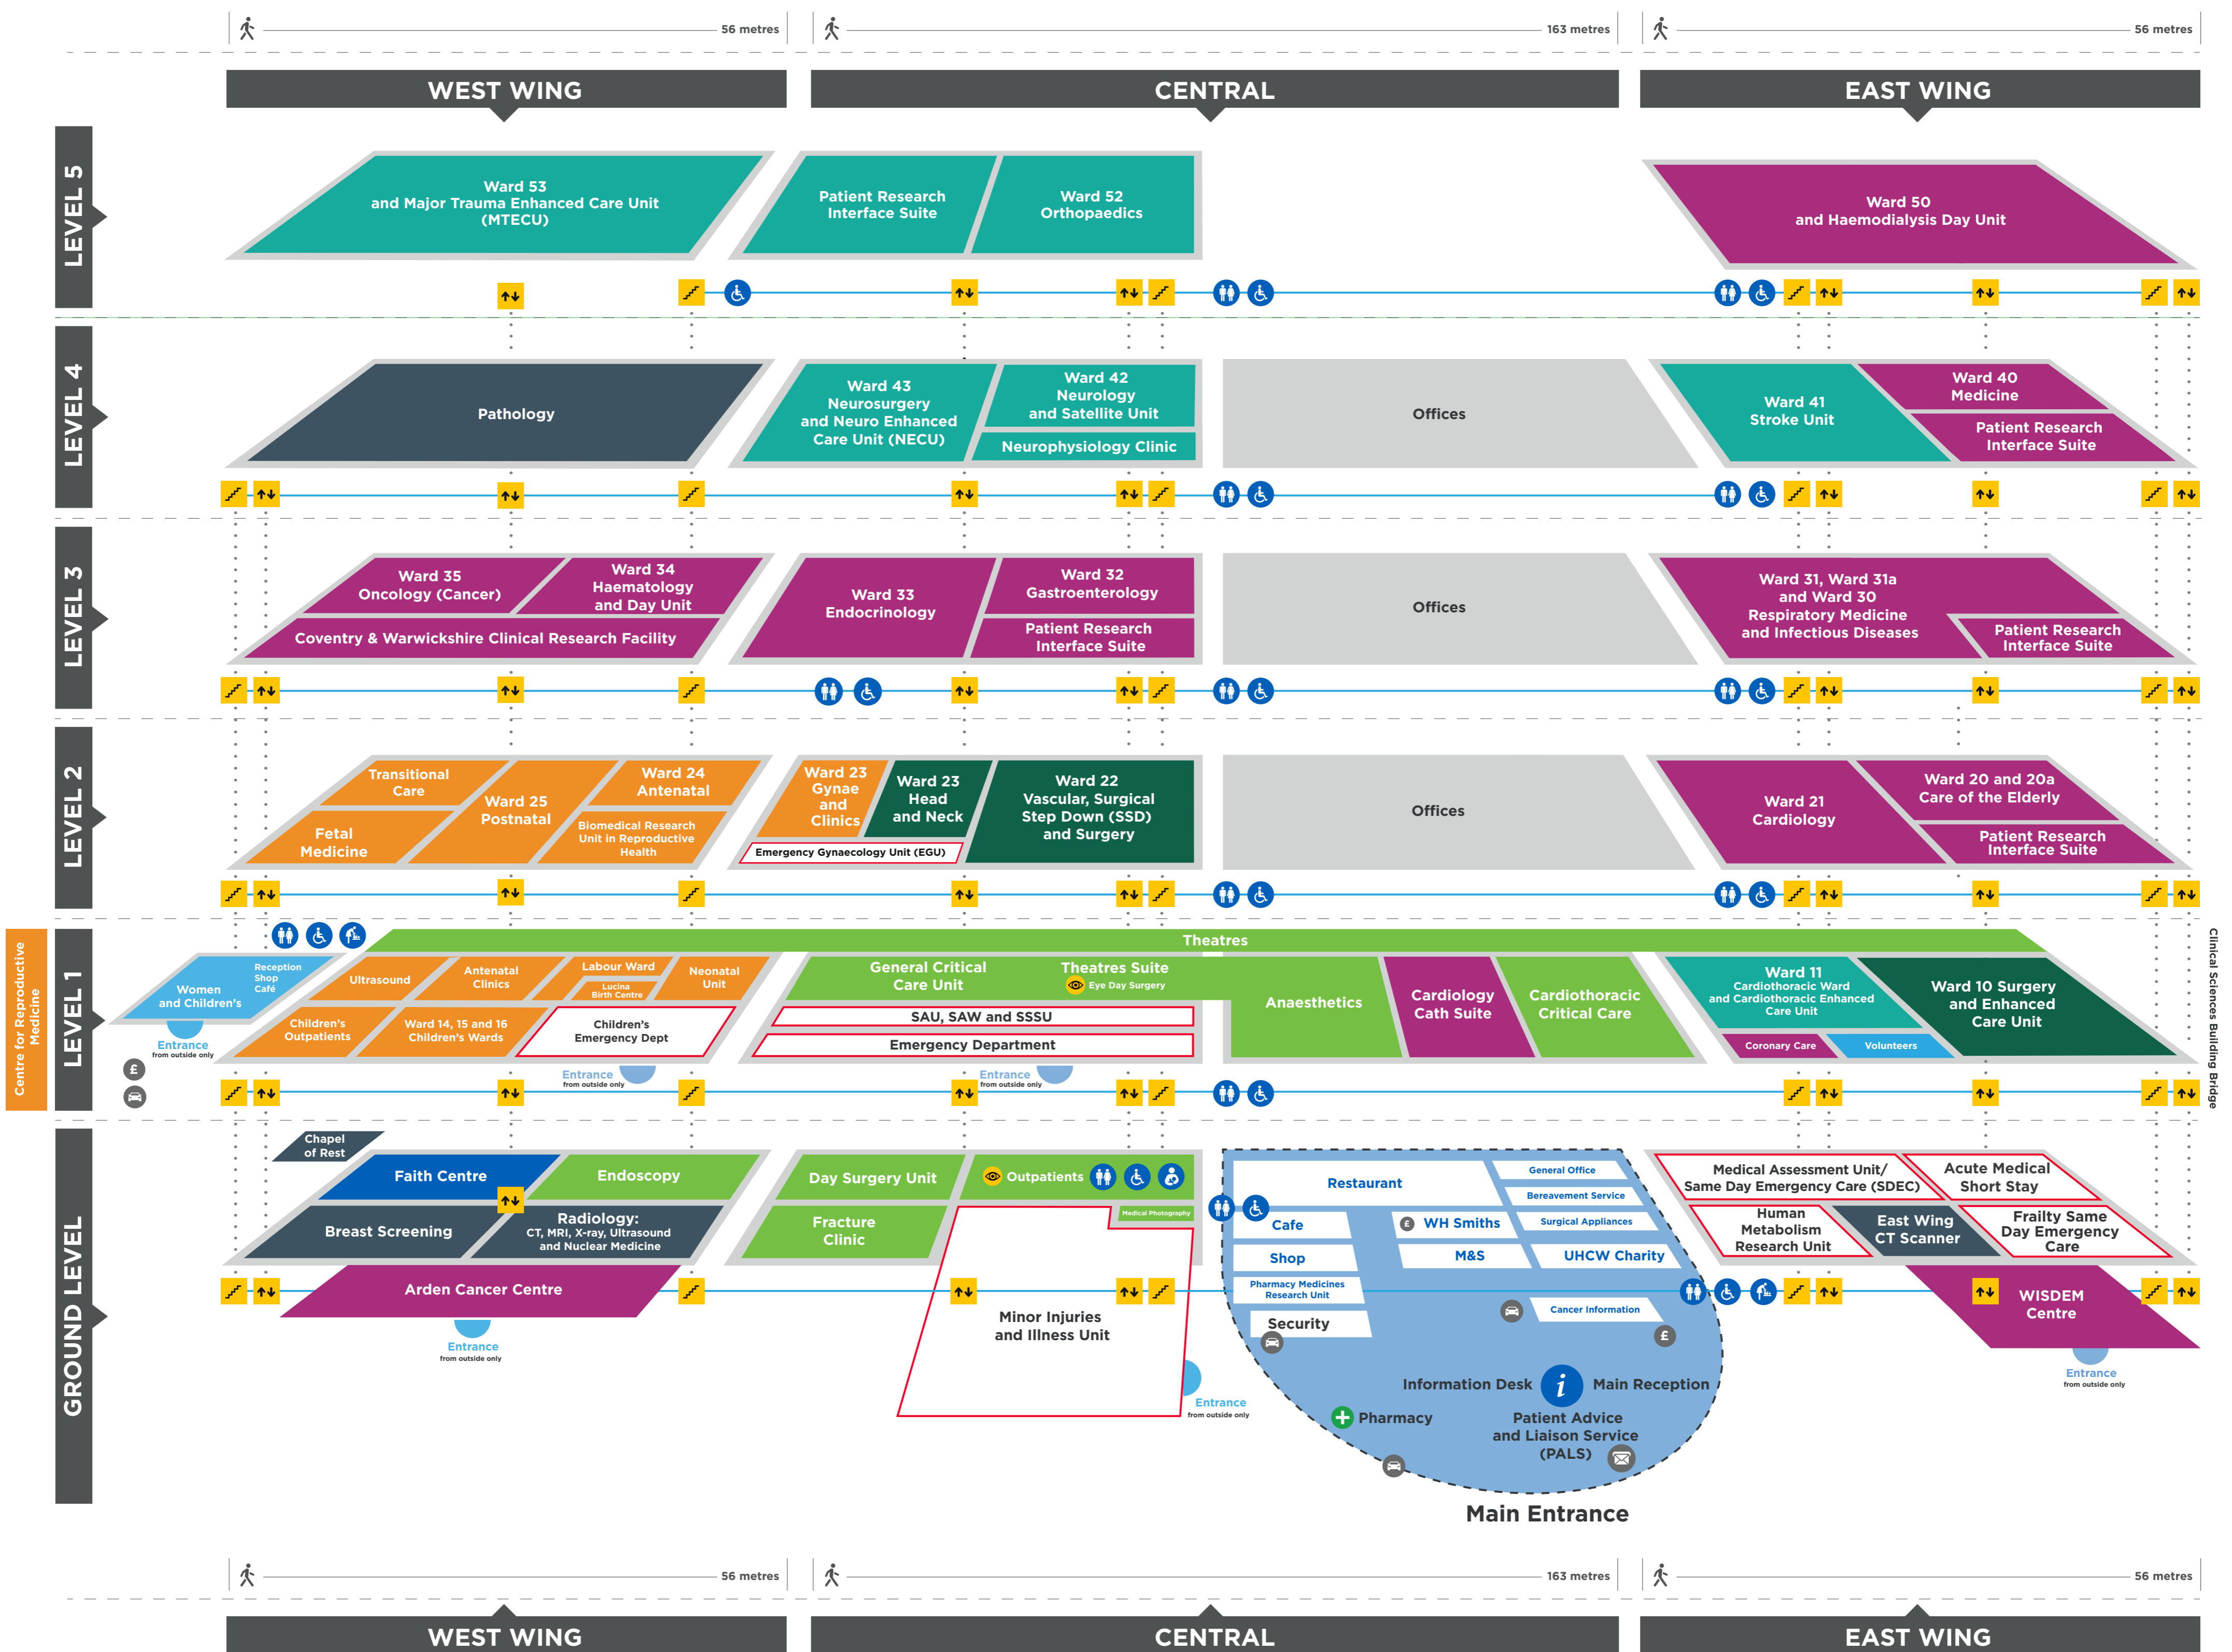 56 metres
163 metres
56 metres
WEST WING
CENTRAL
EAST WING
LEVEL 5
Ward 53
and Major Trauma Enhanced Care Unit
(MTECU)
Patient Research
Interface Suite
Ward 52
Orthopaedics
Ward 50
and Haemodialysis Day Unit
LEVEL 4
Pathology
Ward 43
Neurosurgery
and Neuro Enhanced
Care Unit (NECU)
Ward 42
Neurology
and Satellite Unit
Neurophysiology Clinic
Offices
Ward 41
Stroke Unit
Ward 40
Medicine
Patient Research
Interface Suite
LEVEL 3
Ward 35
Oncology (Cancer)
Ward 34
Haematology
and Day Unit
Coventry & Warwickshire Clinical Research Facility
Ward 33
Endocrinology
Ward 32
Gastroenterology
Patient Research
Interface Suite
Offices
Ward 31, Ward 31a
and Ward 30
Respiratory Medicine
and Infectious Diseases
Patient Research
Interface Suite
LEVEL 2
Transitional
Care
Fetal
Medicine
Ward 25
Postnatal
Ward 24
Antenatal
Biomedical Research
Unit in Reproductive
Health
Ward 23
Gynae
and
Clinics
Ward 23
Head
and Neck
Emergency Gynaecology Unit (EGU)
Ward 22
Vascular, Surgical
Step Down (SSD)
and Surgery
Offices
Ward 21
Cardiology
Ward 20 and 20a
Care of the Elderly
Patient Research
Interface Suite
Centre for Reproductive
Medicine
LEVEL 1
Theatres
Women
and Children's
Reception
Shop
Café
Entrance
from outside only
£
Ultrasound
Antenatal
Clinics
Labour Ward
Lucina
Birth Centre
Neonatal
Unit
Children's
Outpatients
Ward 14, 15 and 16
Children's Wards
Children's
Emergency Dept
Entrance
from outside only
General Critical
Care Unit
Theatres Suite
Eye Day Surgery
SAU, SAW and SSSU
Emergency Department
Entrance
from outside only
Anaesthetics
Cardiology
Cath Suite
Cardiothoracic
Critical Care
Ward 11
Cardiothoracic Ward
and Cardiothoracic Enhanced
Care Unit
Coronary Care
Volunteers
Ward 10 Surgery
and Enhanced
Care Unit
Clinical Sciences Building Bridge
GROUND LEVEL
Chapel
of Rest
Faith Centre
Endoscopy
Breast Screening
Radiology:
CT, MRI, X-ray, Ultrasound
and Nuclear Medicine
Arden Cancer Centre
Entrance
from outside only
Day Surgery Unit
Outpatients
Medical Photography
Fracture
Clinic
Minor Injuries
and Illness Unit
Entrance
from outside only
Restaurant
General Office
Bereavement Service
Cafe
£ WH Smiths
Surgical Appliances
Shop
M&S
UHCW Charity
Pharmacy Medicines
Research Unit
Cancer Information
Security
£
Information Desk
i
Main Reception
Pharmacy
Patient Advice
and Liaison Service
(PALS)
Main Entrance
Medical Assessment Unit/
Same Day Emergency Care (SDEC)
Acute Medical
Short Stay
Human
Metabolism
Research Unit
East Wing
CT Scanner
Frailty Same
Day Emergency
Care
WISDEM
Centre
Entrance
from outside only
56 metres
163 metres
56 metres
WEST WING
CENTRAL
EAST WING